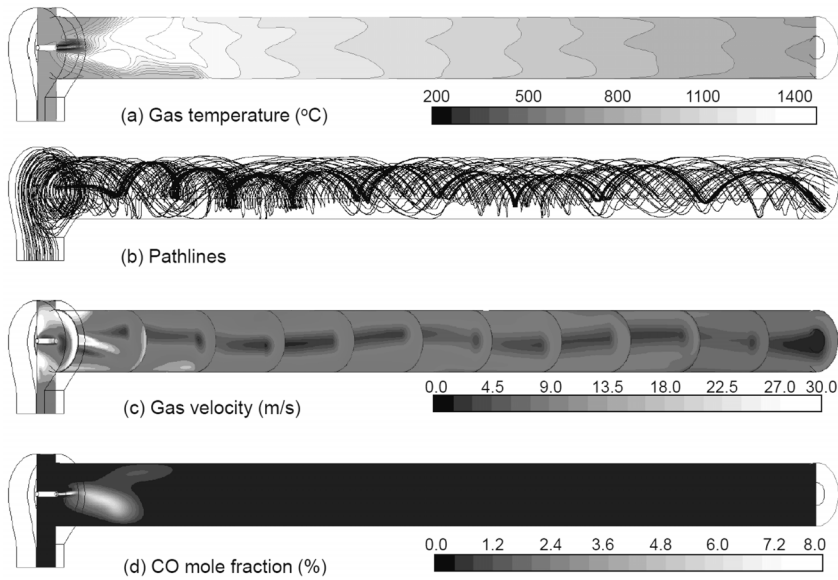 200 500 800 1100 1400
(a) Gas temperature (°C)
(b) Pathlines
0.0 4.5 9.0 13.5 18.0 22.5 27.0 30.0
(c) Gas velocity (m/s)
0.0 1.2 2.4 3.6 4.8 6.0 7.2 8.0
(d) CO mole fraction (%)